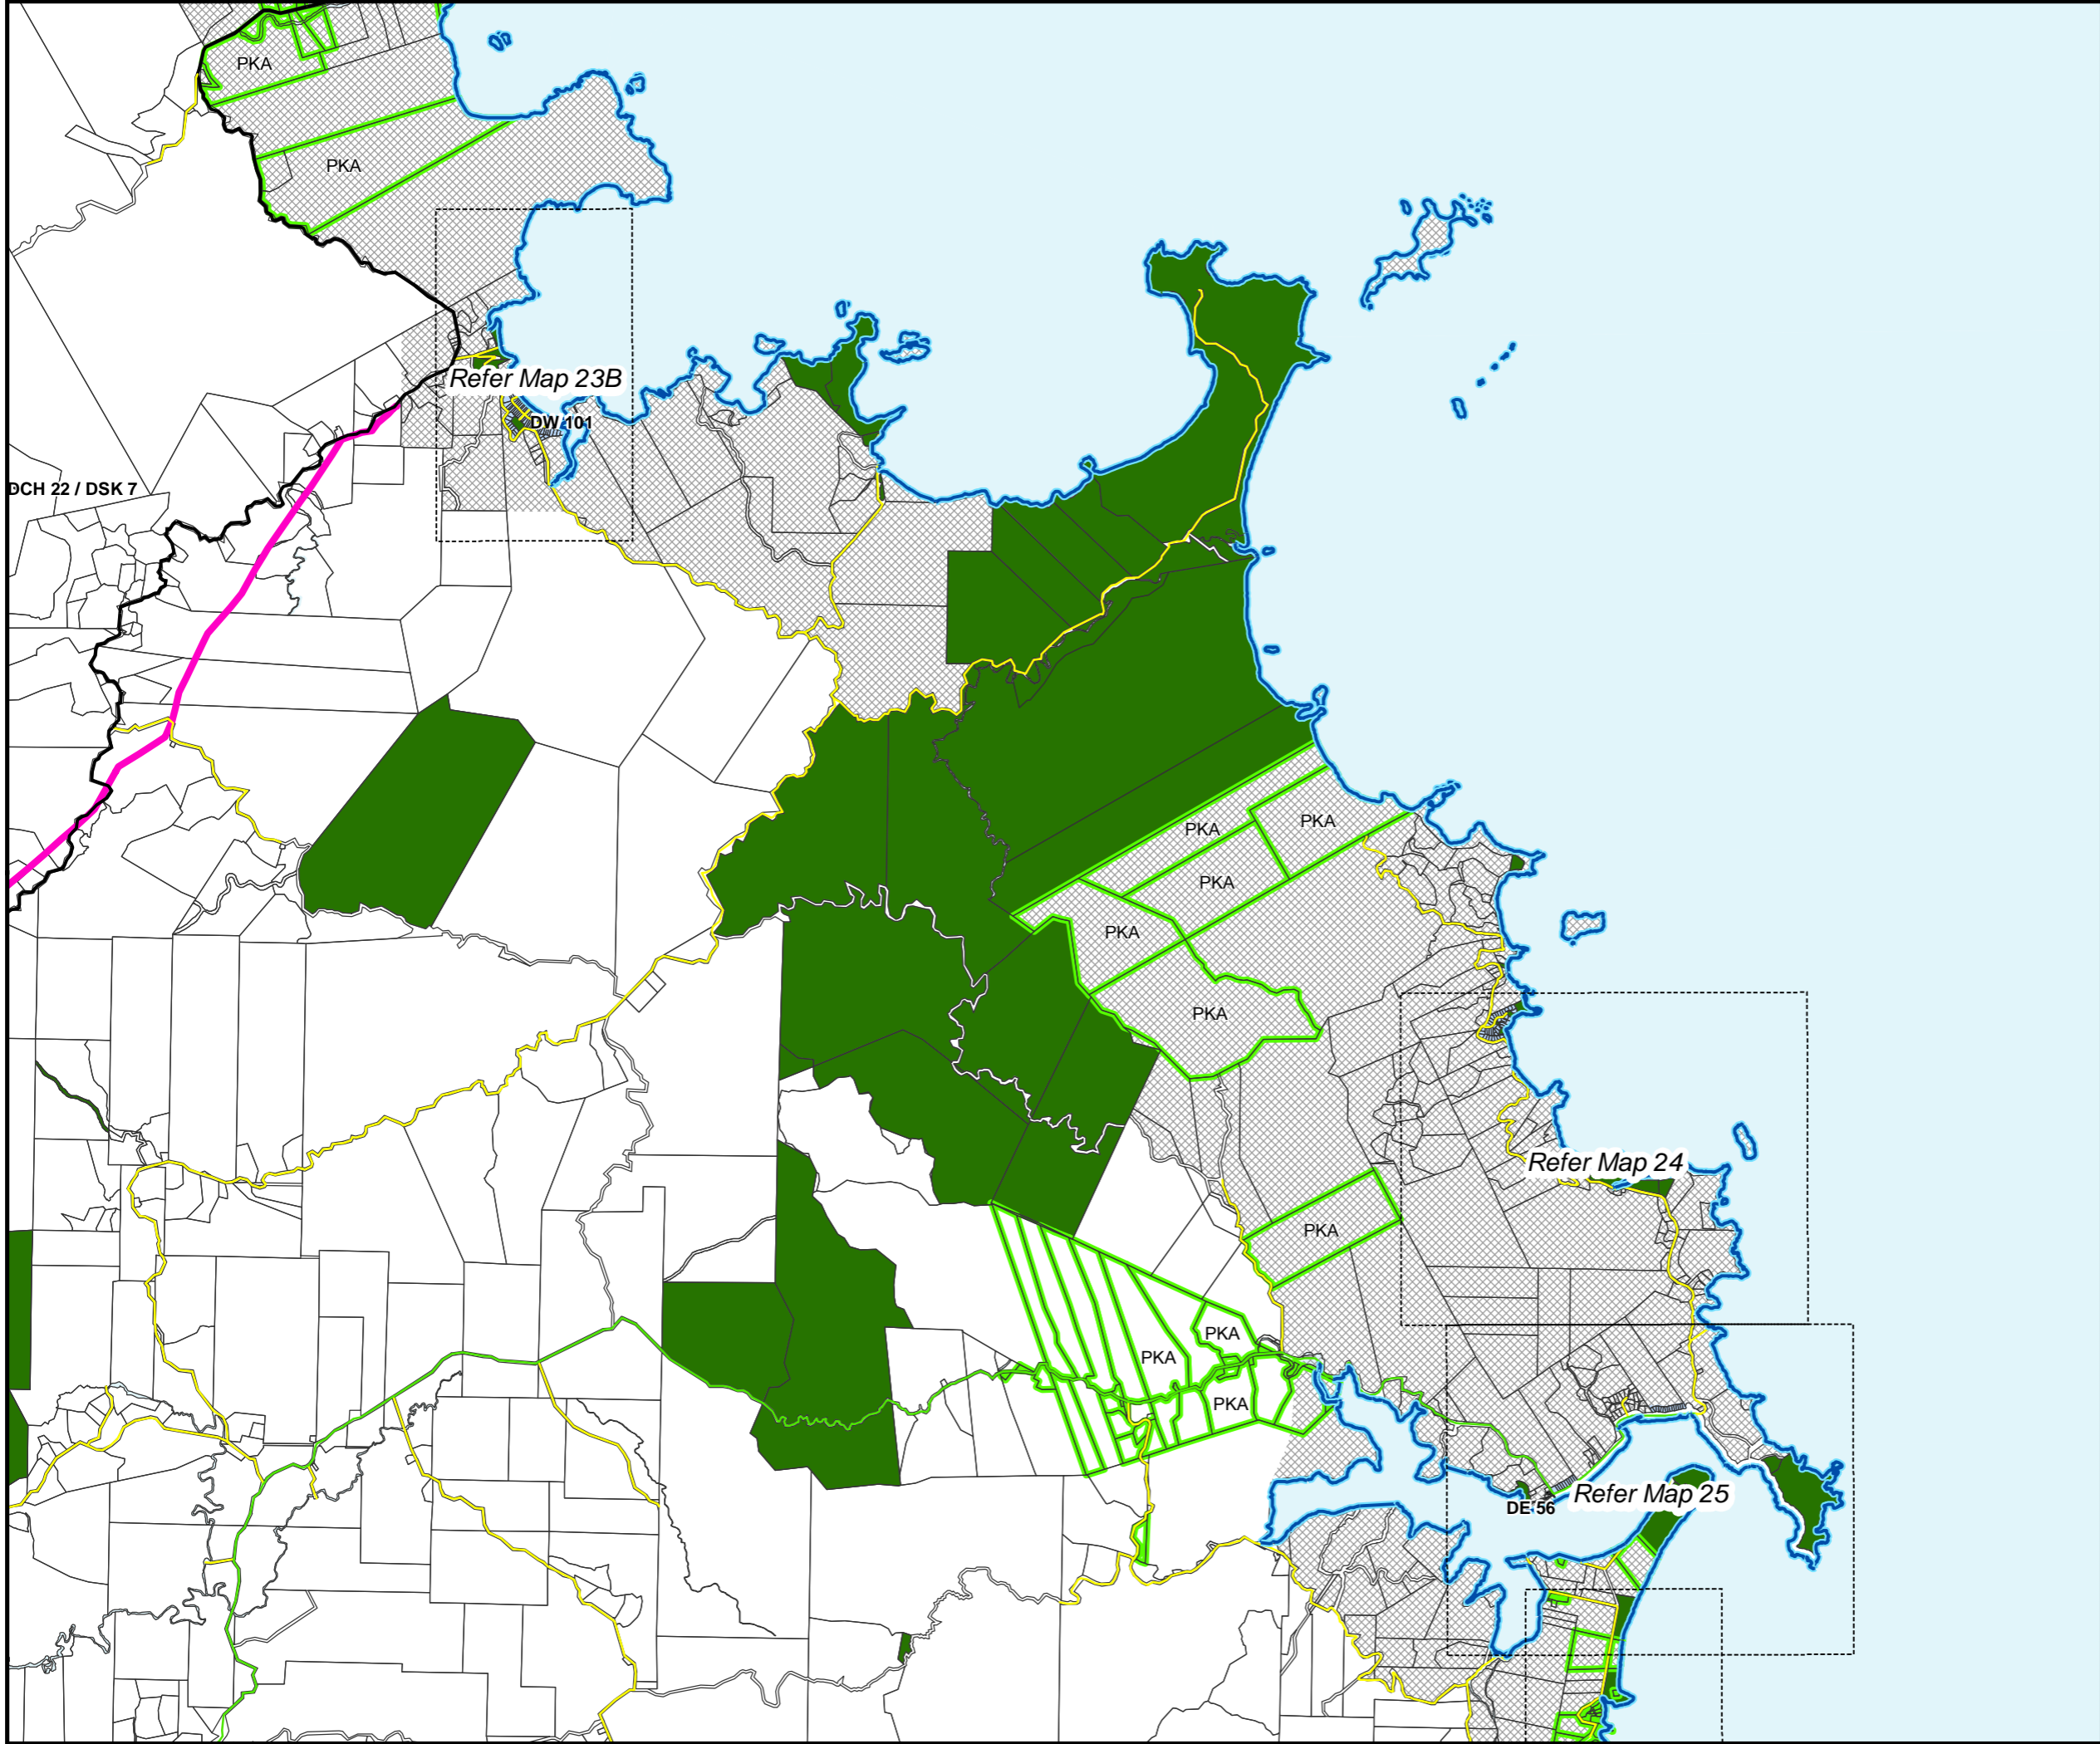 PKA
PKA
Refer Map 23B
DW 101
DCH 22 / DSK 7
PKA
PKA
PKA
PKA
PKA
Refer Map 24
PKA
PKA
PKA
PKA
Refer Map 25
DE 56